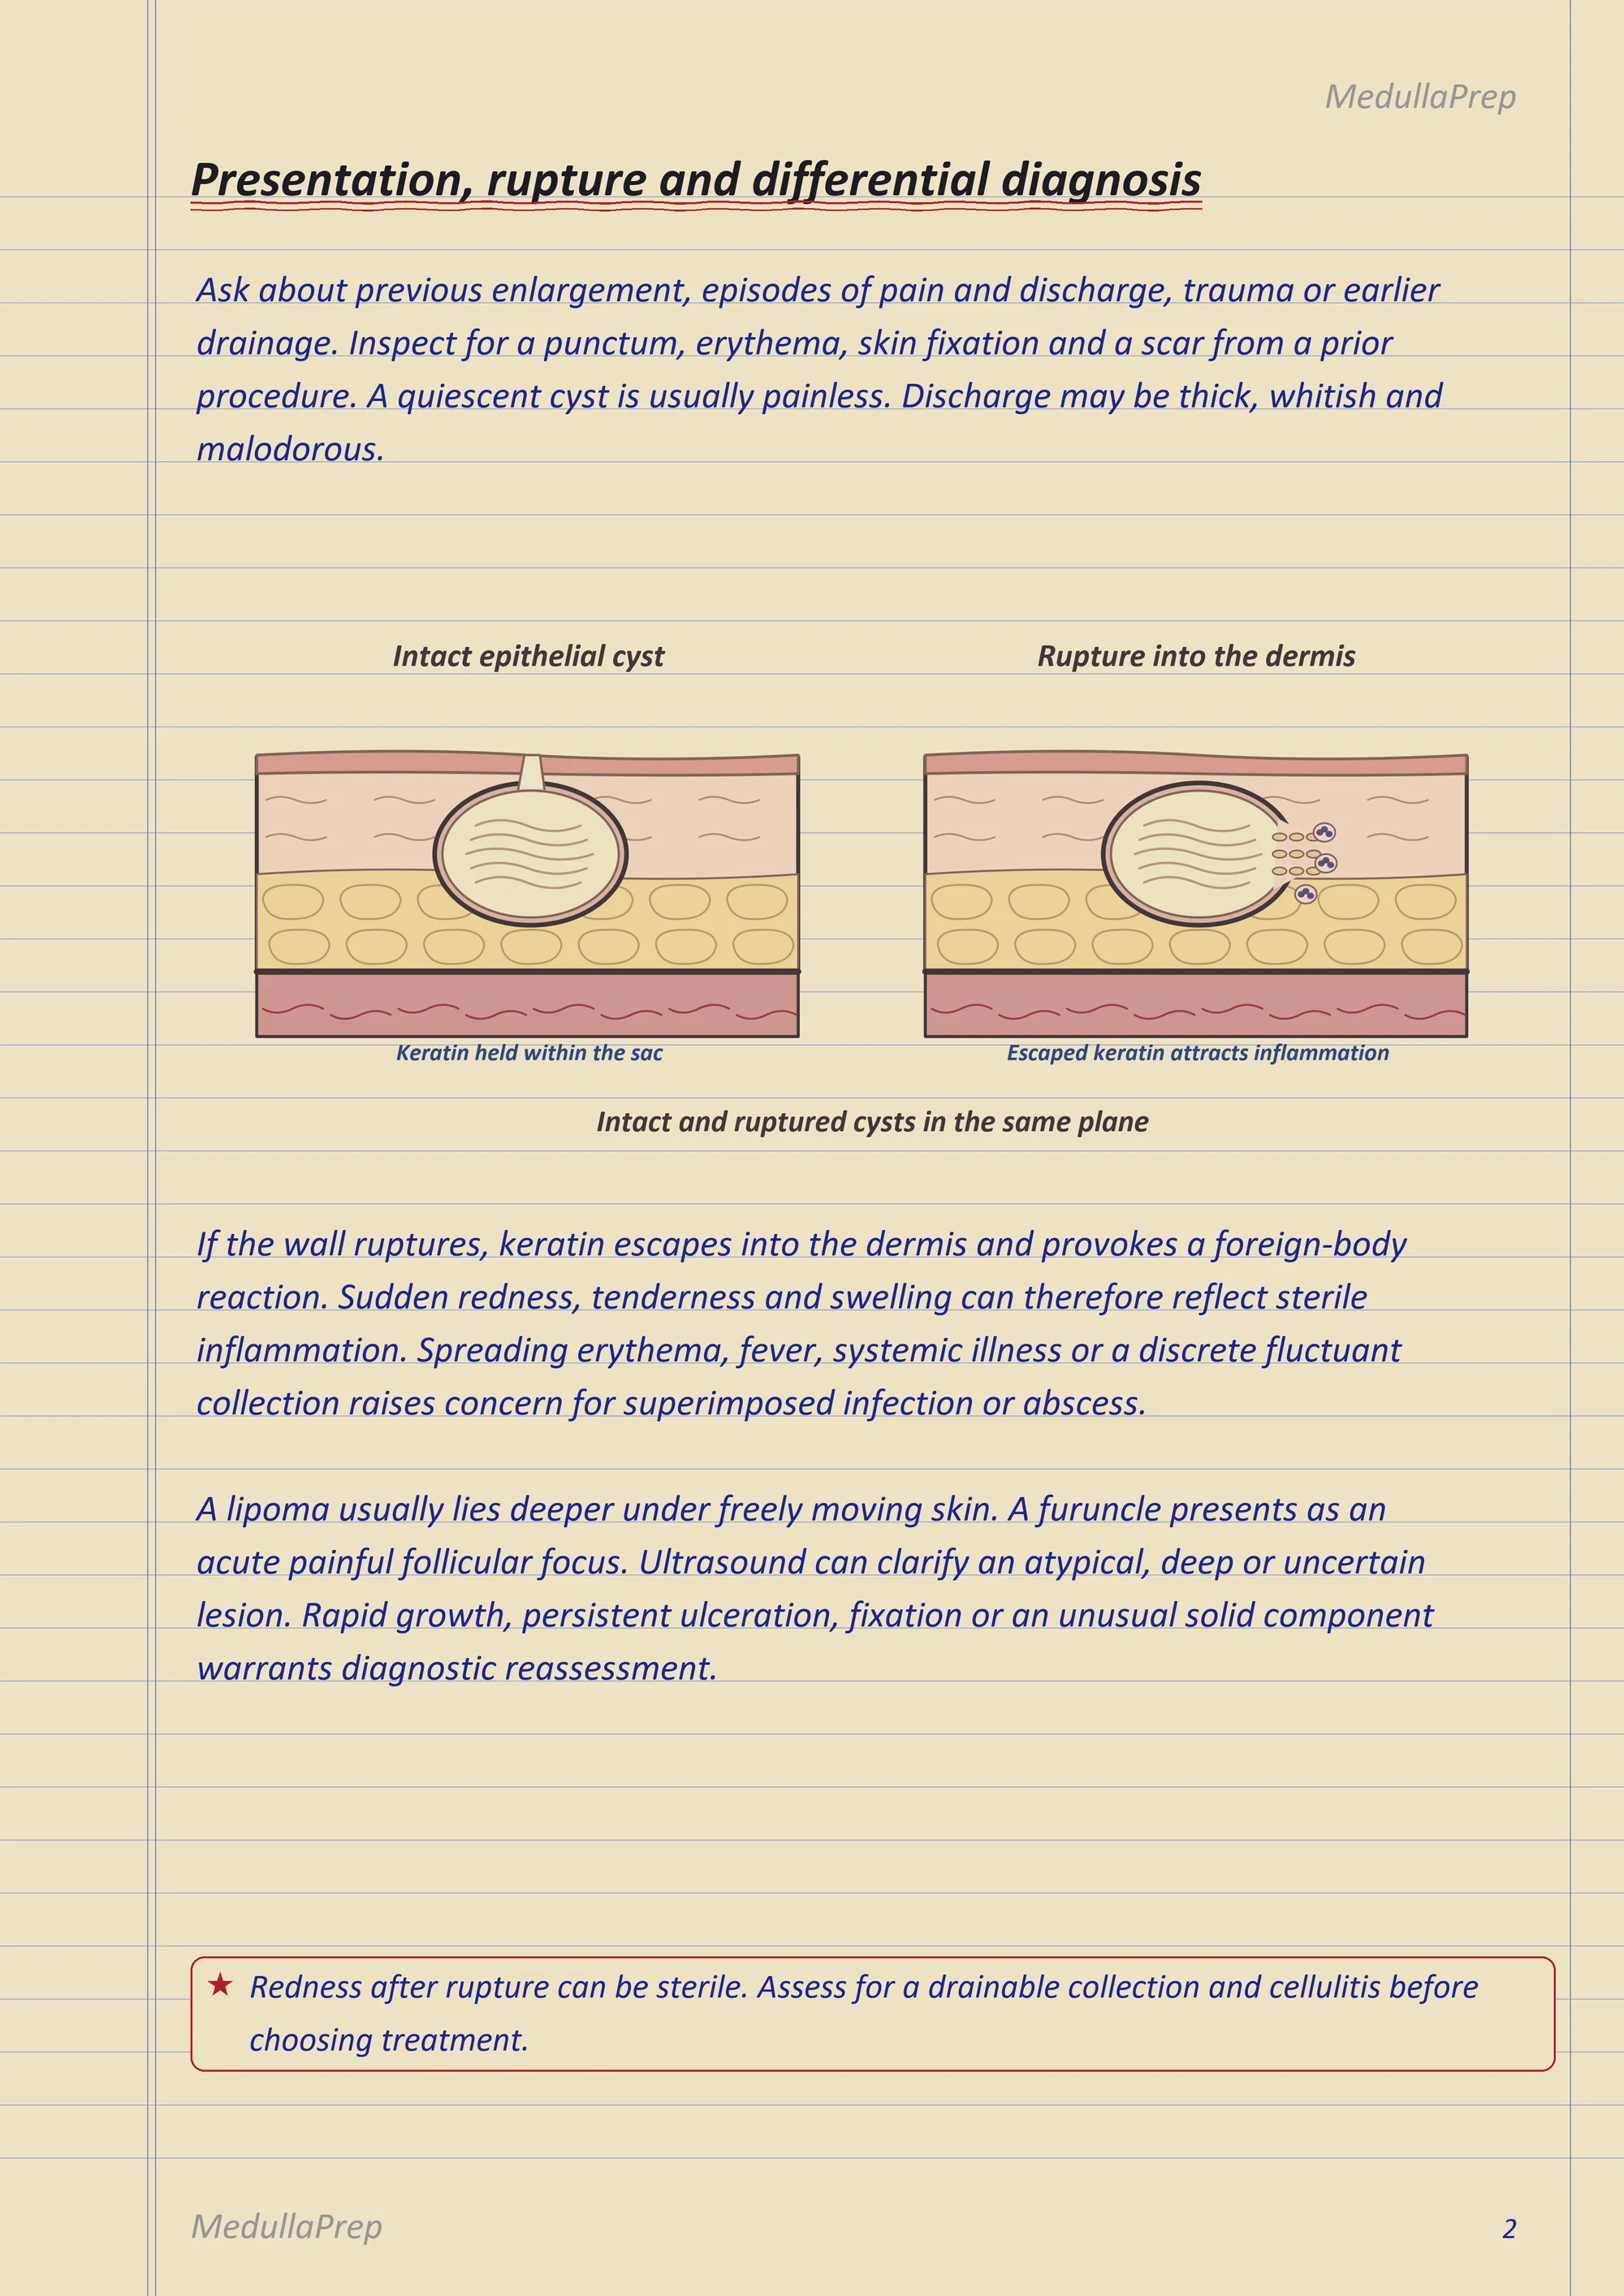 MedullaPrep
Presentation, rupture and differential diagnosis
Ask about previous enlargement, episodes of pain and discharge, trauma or earlier
drainage. Inspect for a punctum, erythema, skin fixation and a scar from a prior
procedure. A quiescent cyst is usually painless. Discharge may be thick, whitish and
malodorous.
Intact epithelial cyst
Rupture into the dermis
Keratin held within the sac
Escaped keratin attracts inflammation
Intact and ruptured cysts in the same plane
If the wall ruptures, keratin escapes into the dermis and provokes a foreign-body
reaction. Sudden redness, tenderness and swelling can therefore reflect sterile
inflammation. Spreading erythema, fever, systemic illness or a discrete fluctuant
collection raises concern for superimposed infection or abscess.
A lipoma usually lies deeper under freely moving skin. A furuncle presents as an
acute painful follicular focus. Ultrasound can clarify an atypical, deep or uncertain
lesion. Rapid growth, persistent ulceration, fixation or an unusual solid component
warrants diagnostic reassessment.
★ Redness after rupture can be sterile. Assess for a drainable collection and cellulitis before
choosing treatment.
MedullaPrep
2